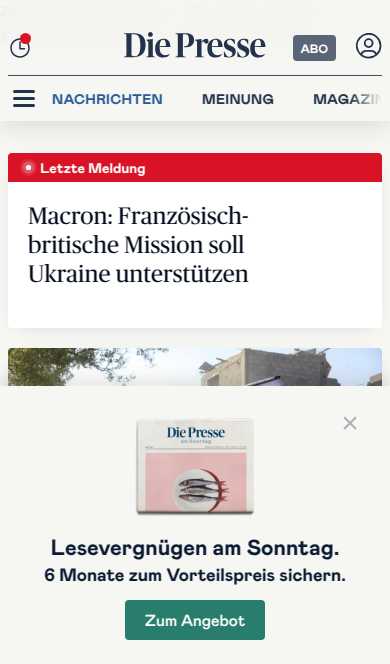 Die Presse
ABO
NACHRICHTEN MEINUNG MAGAZIN
Letzte Meldung
Macron: Französisch-
britische Mission soll
Ukraine unterstützen
Die Presse
am Sonntag
Lesevergnügen am Sonntag.
6 Monate zum Vorteilspreis sichern.
Zum Angebot